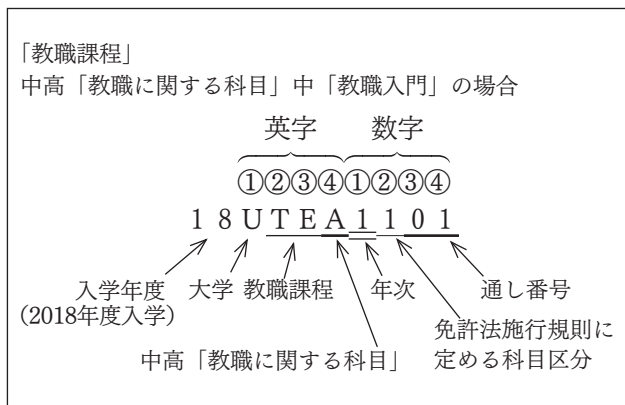 「教職課程」
中高「教職に関する科目」中「教職入門」の場合
英字 数字
①②③④①②③④
18UTEA1101
入学年度 大学 教職課程 年次 通し番号
(2018年度入学)
免許法施行規則に
中高「教職に関する科目」 定める科目区分